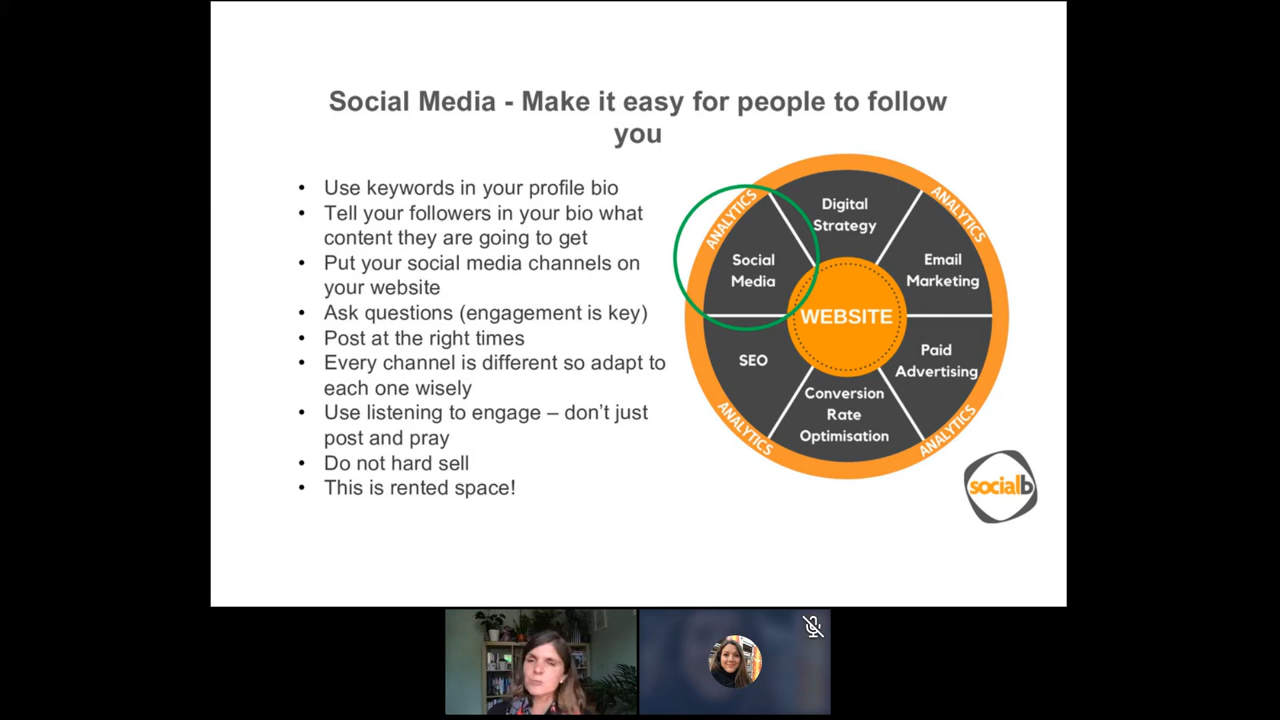 Social Media - Make it easy for people to follow
you
• Use keywords in your profile bio
• Tell your followers in your bio what
content they are going to get
• Put your social media channels on
your website
• Ask questions (engagement is key)
• Post at the right times
• Every channel is different so adapt to
each one wisely
• Use listening to engage – don’t just
post and pray
• Do not hard sell
• This is rented space!
ANALYTICS
ANALYTICS
Digital
Strategy
Social
Media
Email
Marketing
WEBSITE
SEO
Paid
Advertising
Conversion
Rate
Optimisation
ANALYTICS
ANALYTICS
socialb